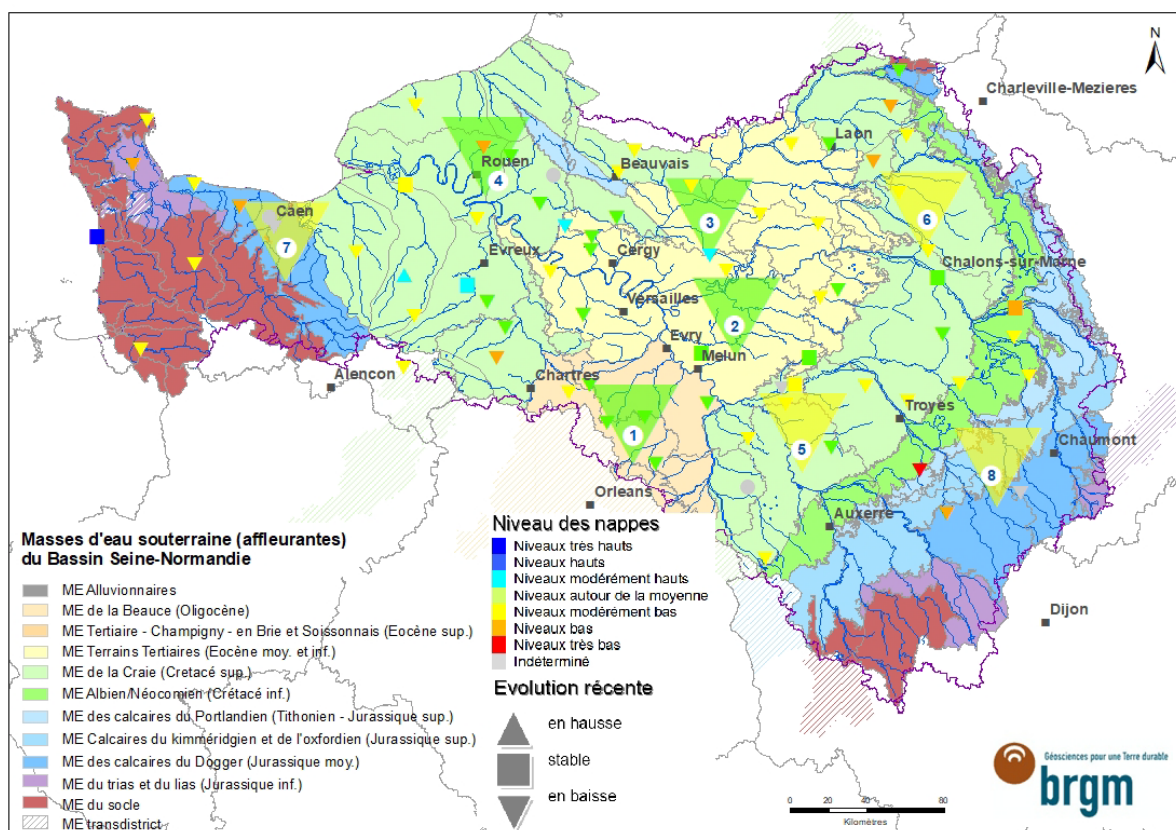 N
Charleville-Mezieres
Laon
Rouen
4
Beauvais
3
6
Caen
7
Evreux
Cergy
Chalons-sur-Marne
2
Versailles
Evry
Melun
Alençon
Chartres
Troyes
1
5
Chaumont
8
Orleans
Auxerre
Dijon
Masses d'eau souterraine (affleurantes)
du Bassin Seine-Normandie
ME Alluvionnaires
ME de la Beauce (Oligocène)
ME Tertiaire - Champigny - en Brie et Soissonnais (Eocène sup.)
ME Terrains Tertiaires (Eocène moy. et inf.)
ME de la Craie (Cretacé sup.)
ME Albien/Néocomien (Crétacé inf.)
ME des calcaires du Portlandien (Tithonien - Jurassique sup.)
ME Calcaires du kimméridgien et de l'oxfordien (Jurassique sup.)
ME des calcaires du Dogger (Jurassique moy.)
ME du trias et du lias (Jurassique inf.)
ME du socle
ME transdistrict
Niveau des nappes
Niveaux très hauts
Niveaux hauts
Niveaux modérément hauts
Niveaux autour de la moyenne
Niveaux modérément bas
Niveaux bas
Niveaux très bas
Indéterminé
Evolution récente
en hausse
stable
en baisse
0 20 40 80
Kilomètres
Géosciences pour une Terre durable
brgm